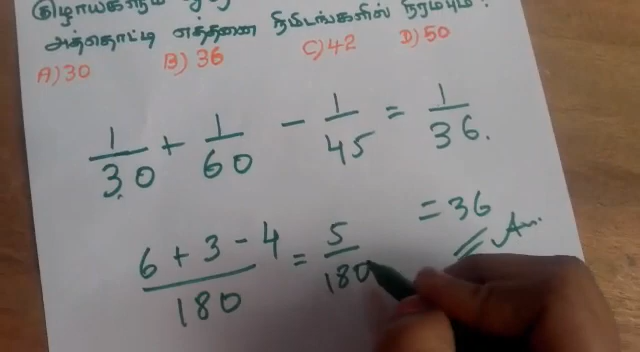 அத்தொட்டி எத்தனை நிமிடங்களில் நிரம்பும் ?
A) 30 B) 36 C) 42 D) 50
1/30 + 1/60 - 1/45 = 1/36.
6 + 3 - 4 / 180 = 5/180 = 36 Ans.